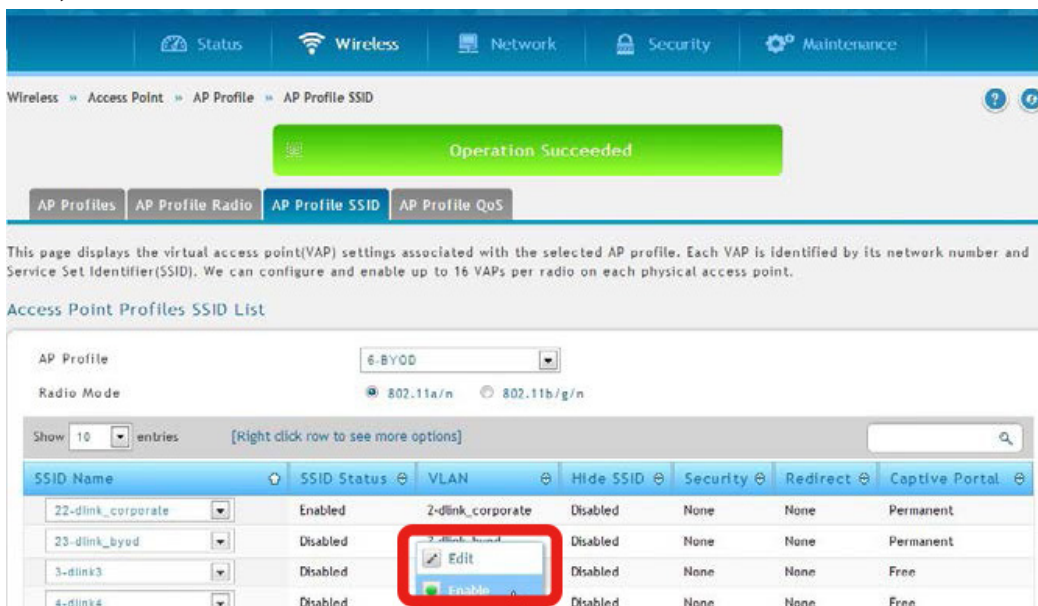 Status Wireless Network Security Maintenance
Wireless » Access Point » AP Profile » AP Profile SSID
Operation Succeeded
AP Profiles AP Profile Radio AP Profile SSID AP Profile QoS
This page displays the virtual access point(VAP) settings associated with the selected AP profile. Each VAP is identified by its network number and
Service Set Identifier(SSID). We can configure and enable up to 16 VAPs per radio on each physical access point.
Access Point Profiles SSID List
AP Profile 6-BYOD
Radio Mode 802.11a/n 802.11b/g/n
Show 10 entries [Right click row to see more options]
SSID Name SSID Status VLAN Hide SSID Security Redirect Captive Portal
22-dlink_corporate Enabled 2-dlink_corporate Disabled None None Permanent
23-dlink_byod Disabled Disabled None None Permanent
Edit
3-dlink3 Disabled Disabled None None Free
Enable
4-dlink4 Disabled Disabled None None Free